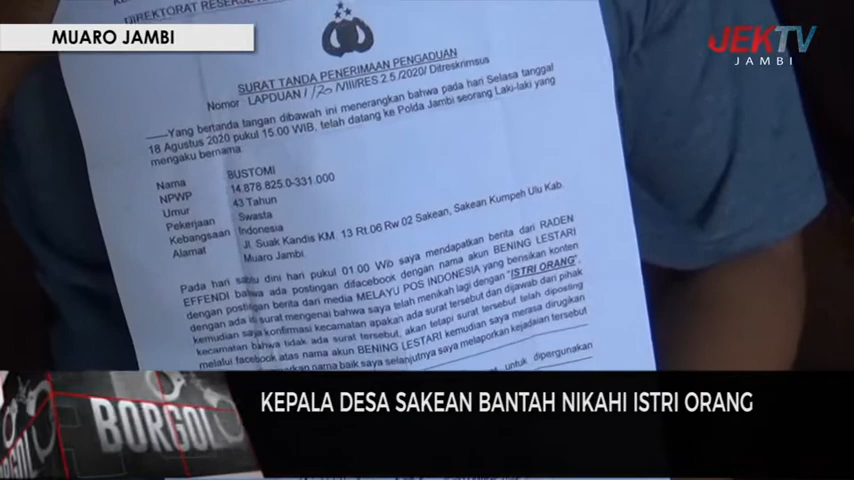 DIREKTORAT RESERSE
MUARO JAMBI
JEKTV
JAMBI
SURAT TANDA PENERIMAAN PENGADUAN
Nomor : LAPDUAN / 120 /VIII/RES 2.5./2020/ Ditreskrimsus
Yang bertanda tangan dibawah ini menerangkan bahwa pada hari Selasa tanggal
18 Agustus 2020 pukul 15.00 WIB, telah datang ke Polda Jambi seorang Laki-laki yang
mengaku bernama:
Nama : BUSTOMI
NPWP : 14.878.825.0-331.000
Umur : 43 Tahun
Pekerjaan : Swasta
Kebangsaan : Indonesia
Alamat : Jl. Suak Kandis KM. 13 Rt.06 Rw 02 Sakean, Sakean Kumpeh Ulu Kab.
Muaro Jambi.
Pada hari sabtu dini hari pukul 01.00 Wib saya mendapatkan berita dari RADEN
EFFENDI bahwa ada postingan difacebook dengan nama akun BENING LESTARI
dengan postingan berita dari media MELAYU POS INDONESIA yang bersikan konten
dengan ada isi surat mengenai bahwa saya telah menikah lagi dengan "ISTRI ORANG",
kemudian saya konfirmasi kecamatan apakan ada surat tersebut dan dijawab dari pihak
kecamatan bahwa tidak ada surat tersebut, akan tetapi surat tersebut telah diposting
melalui facebook atas nama akun BENING LESTARI kemudian saya merasa dirugikan
nama baik saya selanjutnya saya melaporkan kejadaian tersebut
untuk dipergunakan
BORGOL
BORGOL
KEPALA DESA SAKEAN BANTAH NIKAHI ISTRI ORANG